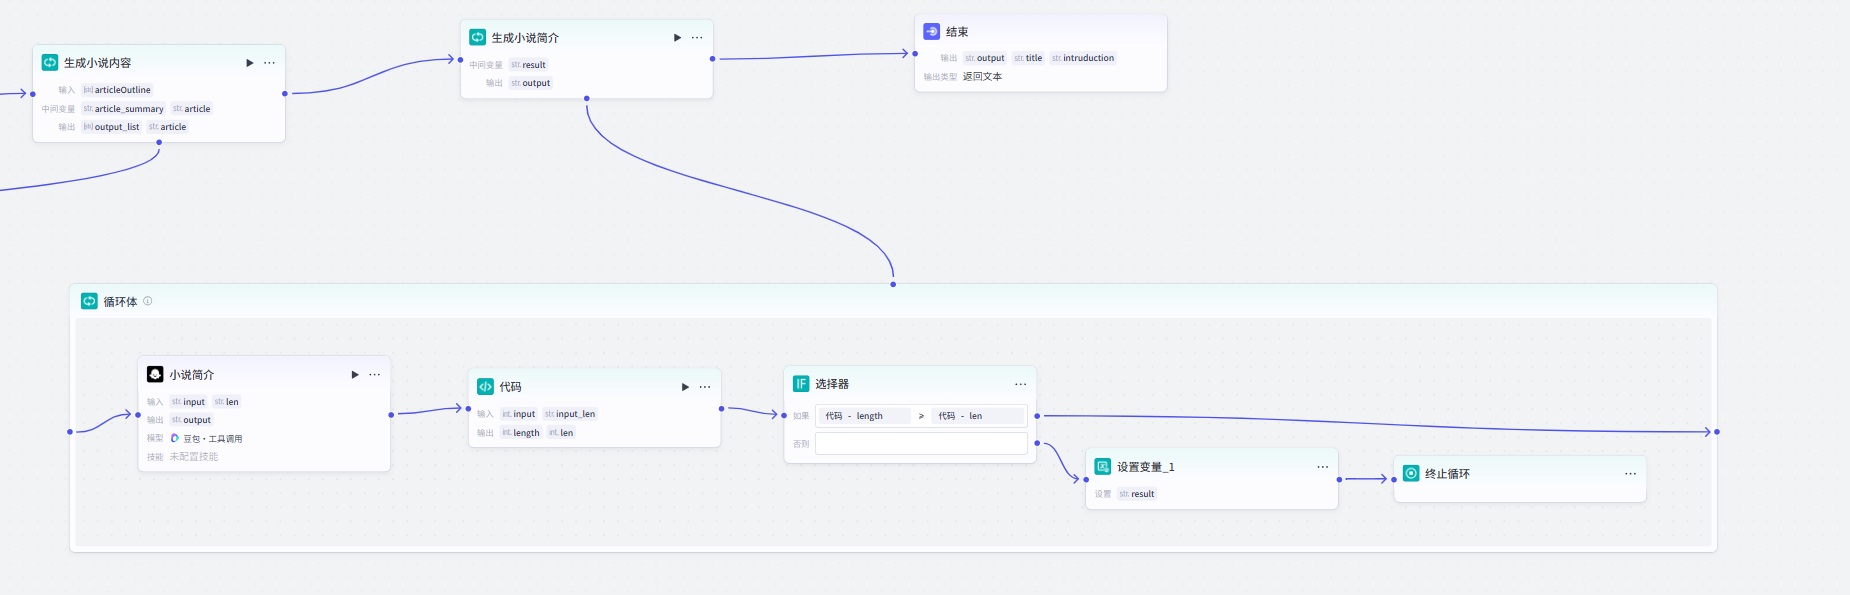 生成小说内容
输入 [str] articleOutline
中间变量 str. article_summary str. article
输出 output_list str. article
生成小说简介
中间变量 str. result
输出 str. output
结束
输出 str. output str. title str. intruduction
输出类型 返回文本
循环体
小说简介
输入 str. input str. len
输出 str. output
模型 豆包·工具调用
技能 未配置技能
代码
输入 int. input str. input_len
输出 int. length int. len
IF 选择器
如果 代码 - length > 代码 - len
否则
设置变量_1
设置 str. result
终止循环